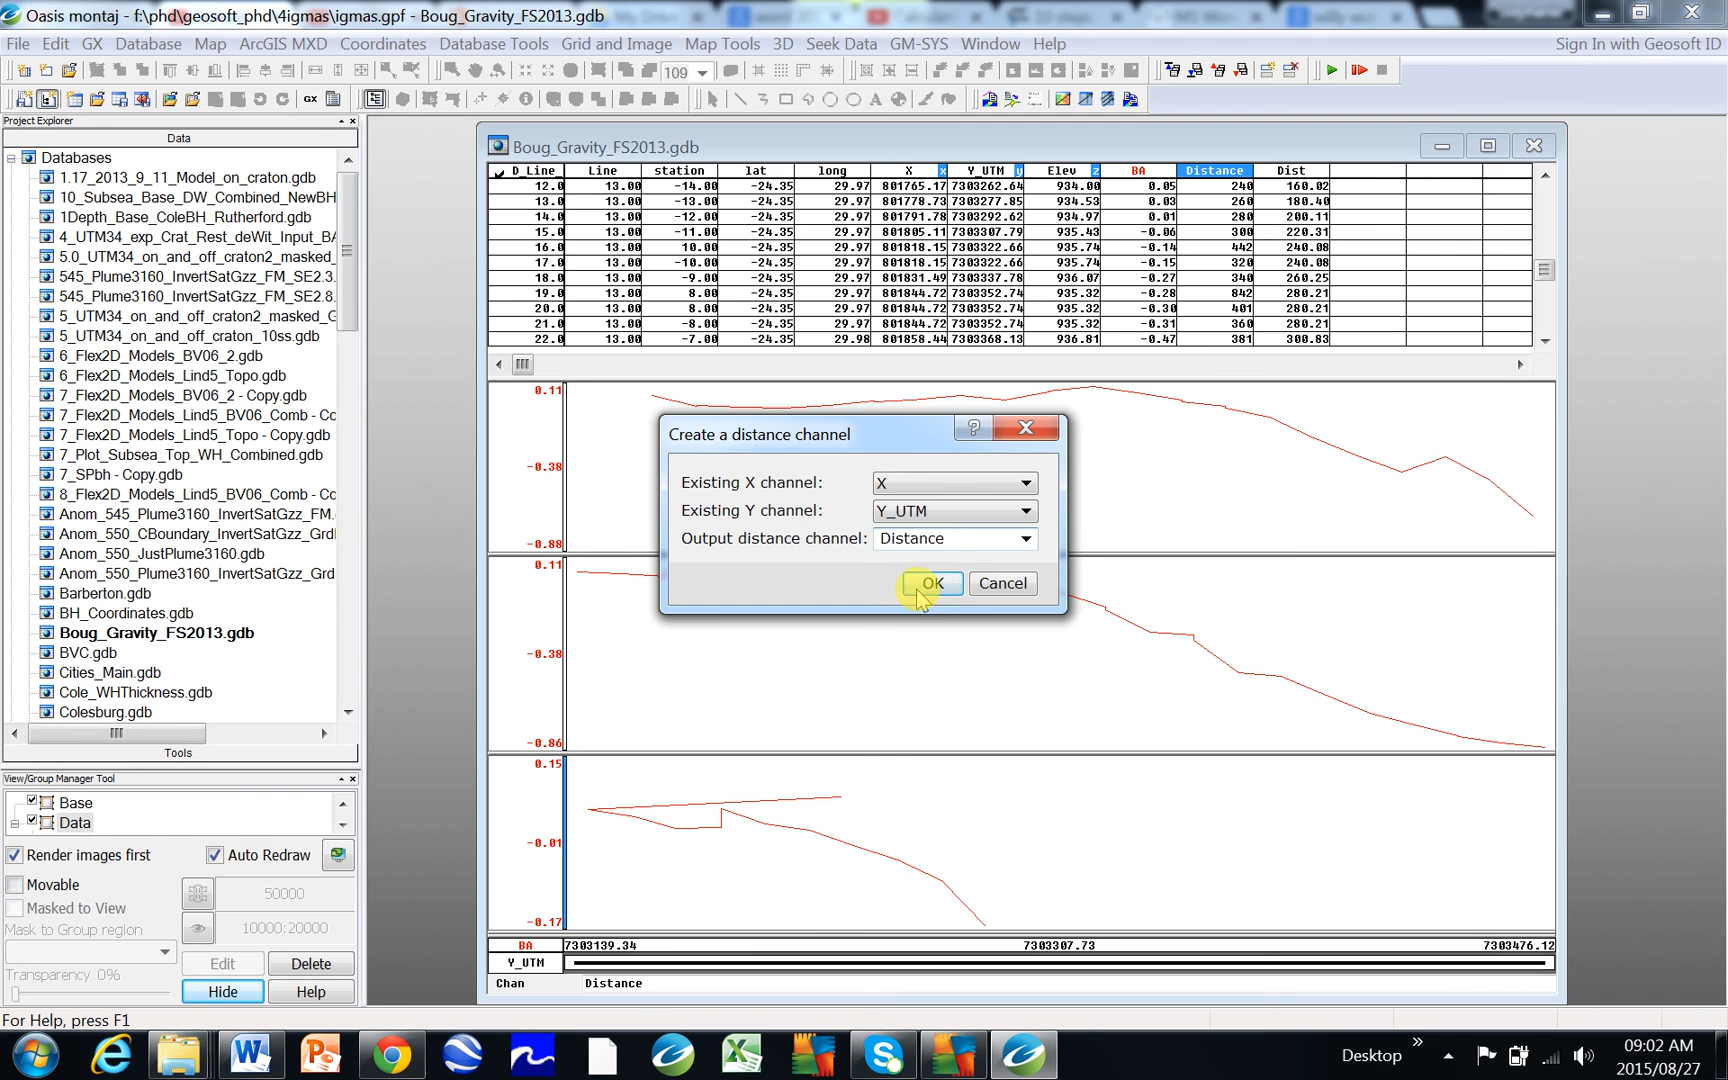 Oasis montaj - f:\phd\geosoft_phd\4igmas\igmas.gpf - Boug_Gravity_FS2013.gdb
File Edit GX Database Map ArcGIS MXD Coordinates Database Tools Grid and Image Map Tools 3D Seek Data GM-SYS Window Help Sign In with Geosoft ID
109
GX
Project Explorer
Data
Databases
1.17_2013_9_11_Model_on_craton.gdb
10_Subsea_Base_DW_Combined_NewBH
1Depth_Base_ColeBH_Rutherford.gdb
4_UTM34_exp_Crat_Rest_deWit_Input_BA
5.0_UTM34_on_and_off_craton2_masked_
545_Plume3160_InvertSatGzz_FM_SE2.3.
545_Plume3160_InvertSatGzz_FM_SE2.8.
5_UTM34_on_and_off_craton2_masked_G
5_UTM34_on_and_off_craton_10ss.gdb
6_Flex2D_Models_BV06_2.gdb
6_Flex2D_Models_Lind5_Topo.gdb
7_Flex2D_Models_BV06_2 - Copy.gdb
7_Flex2D_Models_Lind5_BV06_Comb - Co
7_Flex2D_Models_Lind5_Topo - Copy.gdb
7_Plot_Subsea_Top_WH_Combined.gdb
7_SPbh - Copy.gdb
8_Flex2D_Models_Lind5_BV06_Comb - Co
Anom_545_Plume3160_InvertSatGzz_FM.
Anom_550_CBoundary_InvertSatGzz_Grd
Anom_550_JustPlume3160.gdb
Anom_550_Plume3160_InvertSatGzz_Grd
Barberton.gdb
BH_Coordinates.gdb
Boug_Gravity_FS2013.gdb
BVC.gdb
Cities_Main.gdb
Cole_WHThickness.gdb
Colesburg.gdb
Tools
View/Group Manager Tool
Base
Data
Render images first Auto Redraw
Movable 50000
Masked to View
Mask to Group region 10000:20000
Transparency 0% Edit Delete
Hide Help
Boug_Gravity_FS2013.gdb
D_Line_ Line station lat long X x Y_UTM y Elev z BA Distance Dist
12.0 13.00 -14.00 -24.35 29.97 801765.17 7303262.64 934.00 0.05 240 160.02
13.0 13.00 -13.00 -24.35 29.97 801778.73 7303277.85 934.53 0.03 260 180.40
14.0 13.00 -12.00 -24.35 29.97 801791.78 7303292.62 934.97 0.01 280 200.11
15.0 13.00 -11.00 -24.35 29.97 801805.11 7303307.79 935.43 -0.06 300 220.31
16.0 13.00 10.00 -24.35 29.97 801818.15 7303322.66 935.74 -0.14 442 240.08
17.0 13.00 -10.00 -24.35 29.97 801818.15 7303322.66 935.74 -0.15 320 240.08
18.0 13.00 -9.00 -24.35 29.97 801831.49 7303337.78 936.07 -0.27 340 260.25
19.0 13.00 8.00 -24.35 29.97 801844.72 7303352.74 935.32 -0.28 842 280.21
20.0 13.00 8.00 -24.35 29.97 801844.72 7303352.74 935.32 -0.30 401 280.21
21.0 13.00 -8.00 -24.35 29.97 801844.72 7303352.74 935.32 -0.31 360 280.21
22.0 13.00 -7.00 -24.35 29.98 801858.44 7303368.13 936.81 -0.47 381 300.83
0.11
-0.38
-0.88
0.11
-0.38
-0.86
0.15
-0.01
-0.17
BA 7303139.34 7303307.73 7303476.12
Y_UTM
Chan Distance
Create a distance channel
Existing X channel: X
Existing Y channel: Y_UTM
Output distance channel: Distance
OK Cancel
For Help, press F1
Desktop » 09:02 AM
2015/08/27